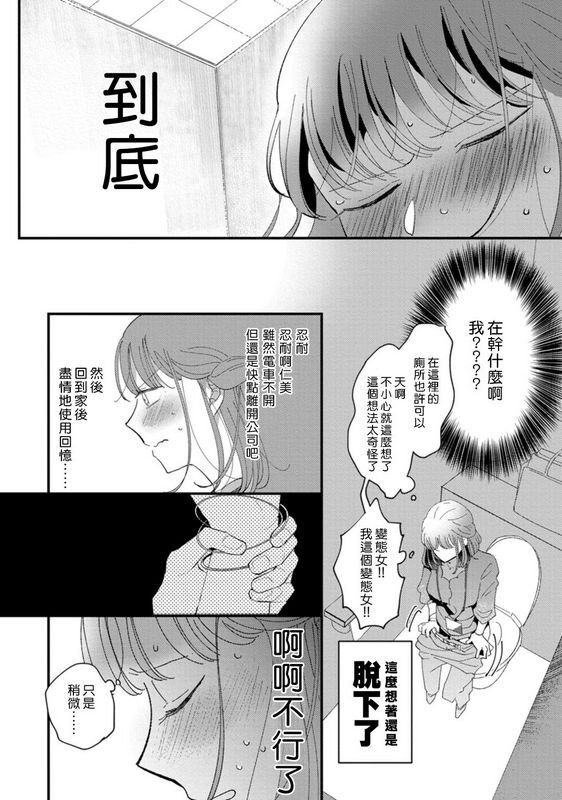 到底
在幹什麼啊
我????
在這裡的
廁所也許可以
天啊
不小心就這麼想了
這個想法太奇怪了
變態女!!
我這個變態女!!
這麼想著還是
脫下了
忍耐
忍耐啊仁美
雖然電車不開
但還是快點離開公司吧
然後
回到家後
盡情地使用回憶……
啊啊不行了
只是
稍微……